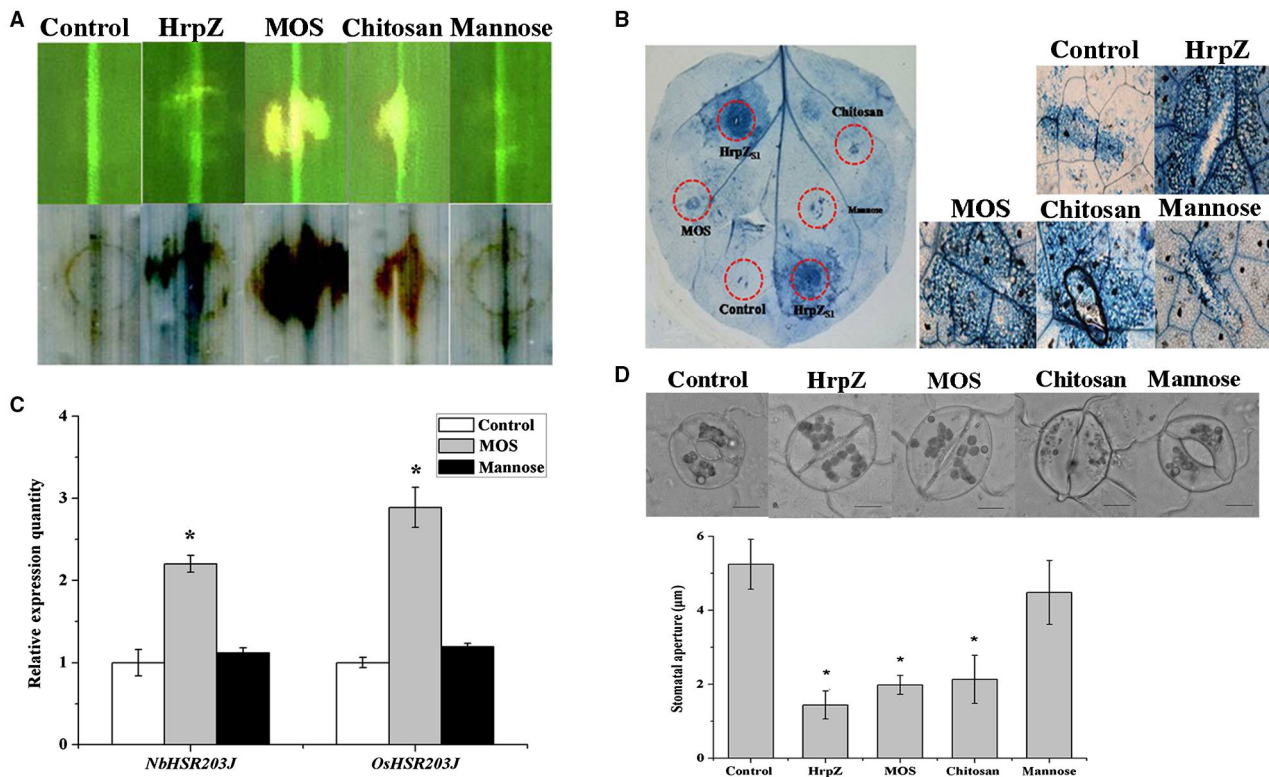 A
Control HrpZ MOS Chitosan Mannose
B
HrpZS1
Chitosan
MOS
Mannose
Control
HrpZS1
Control HrpZ
MOS Chitosan Mannose
C
Relative expression quantity
4
3
2
1
0
Control
MOS
Mannose
*
*
NbHSR203J OsHSR203J
D
Control HrpZ MOS Chitosan Mannose
Stomatal aperture (μm)
6
4
2
0
*
*
*
Control HrpZ MOS Chitosan Mannose